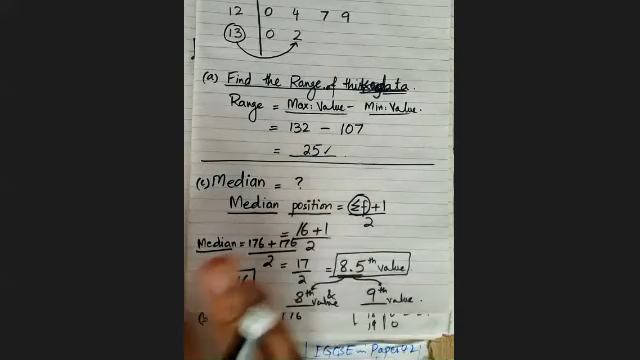 12 | 0 4 7 9
13 | 0 2
(a) Find the Range of this data.
Range = Max: Value - Min: Value.
= 132 - 107
= 25
(c) Median = ?
Median position = Σf + 1
2
= 16 + 1
2
Median = 176 + 176
2
= 17
2
= 8.5th value
8th value & 9th value.
116
(b)
IGCSE - Paper 42